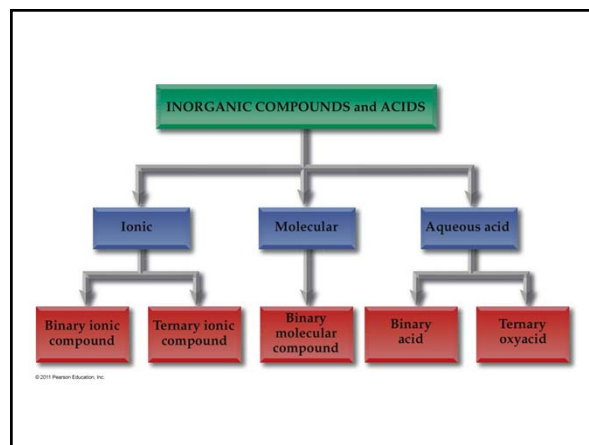 INORGANIC COMPOUNDS and ACIDS
Ionic
Molecular
Aqueous acid
Binary ionic
compound
Ternary ionic
compound
Binary
molecular
compound
Binary
acid
Ternary
oxyacid
© 2011 Pearson Education, Inc.